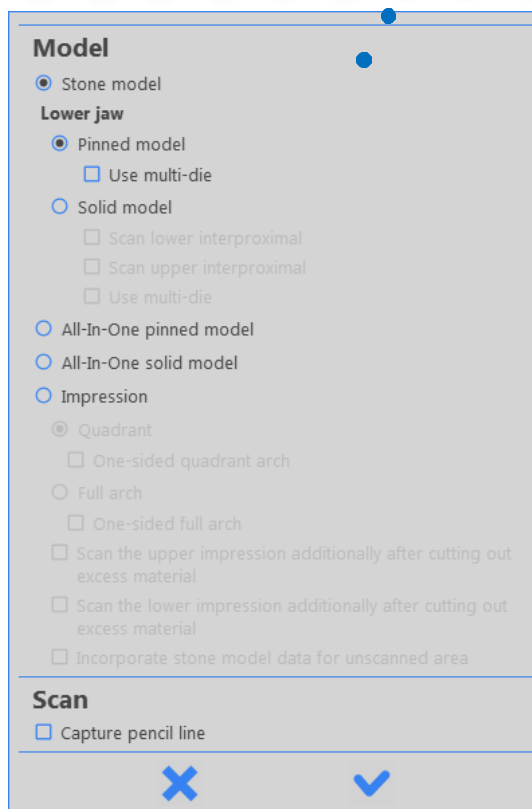 Model
Stone model
Lower jaw
Pinned model
Use multi-die
Solid model
Scan lower interproximal
Scan upper interproximal
Use multi-die
All-In-One pinned model
All-In-One solid model
Impression
Quadrant
One-sided quadrant arch
Full arch
One-sided full arch
Scan the upper impression additionally after cutting out
excess material
Scan the lower impression additionally after cutting out
excess material
Incorporate stone model data for unscanned area
Scan
Capture pencil line